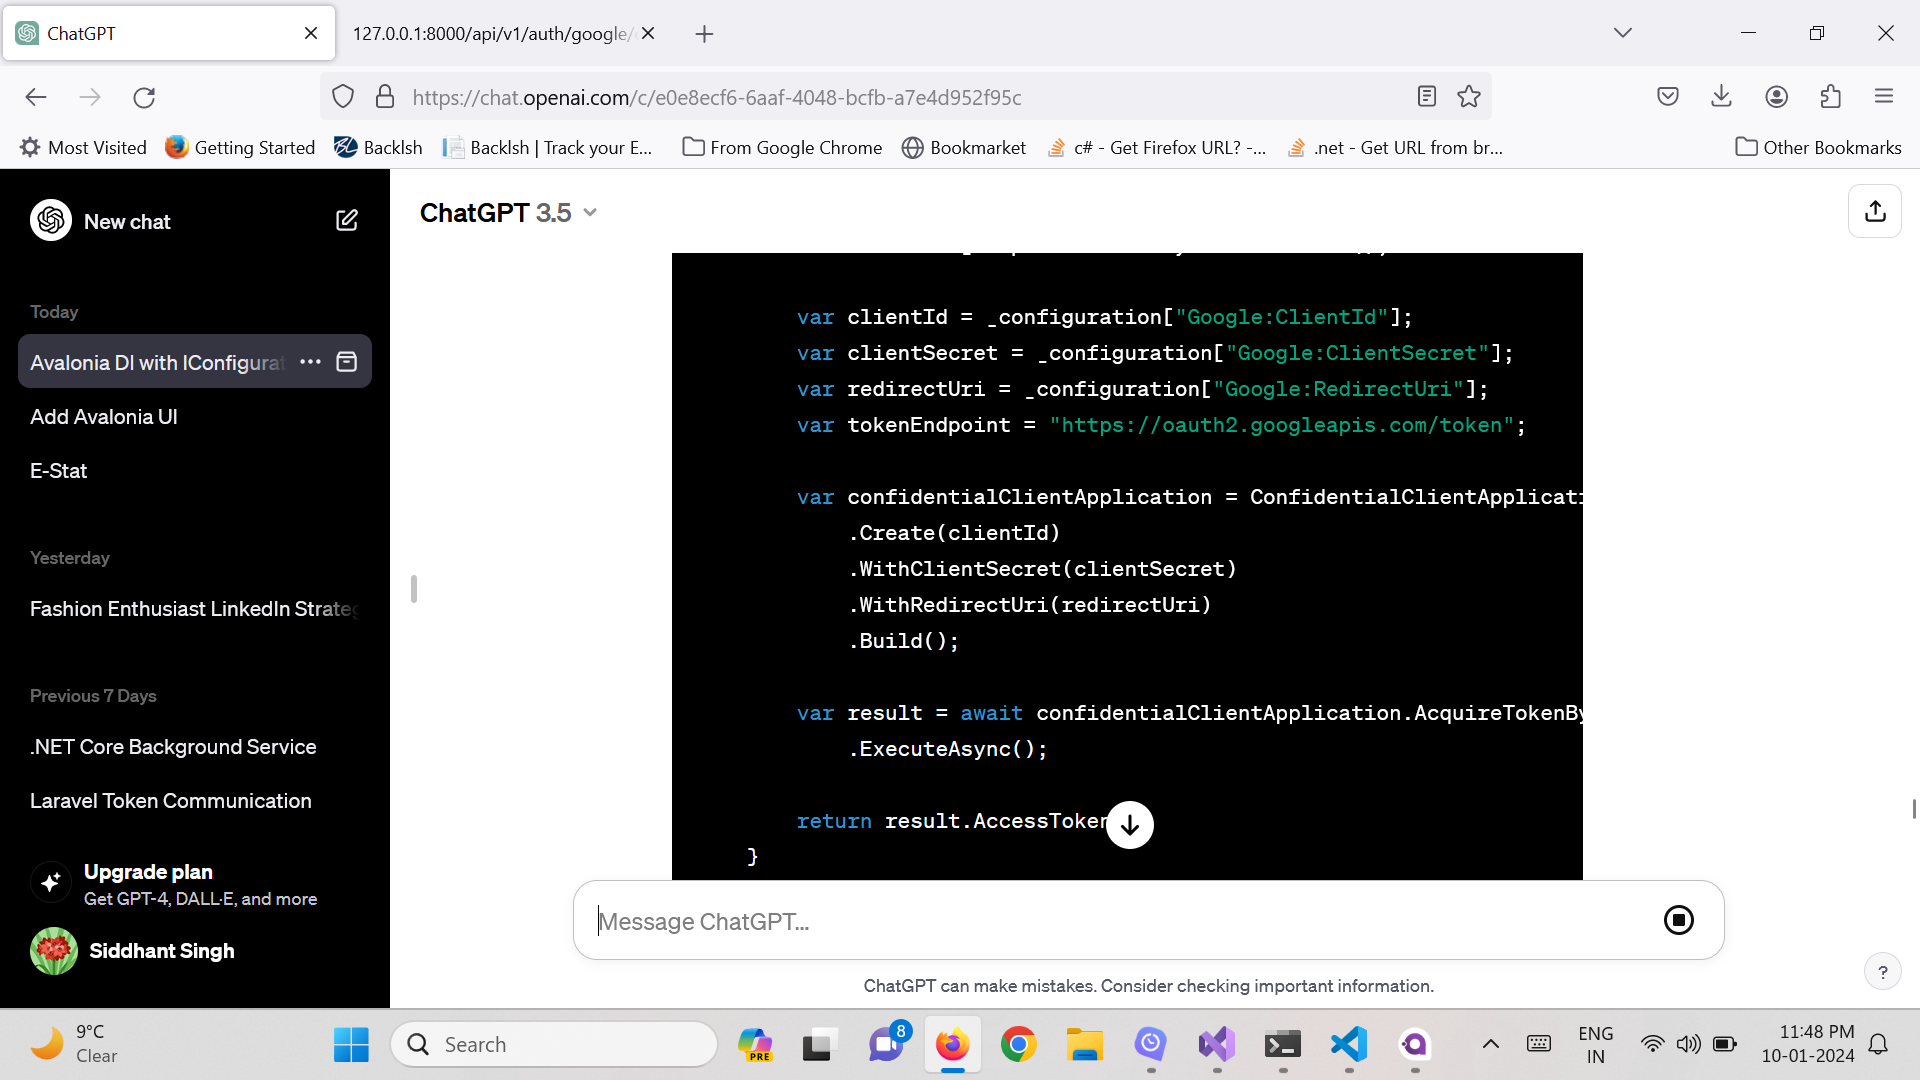 ChatGPT
127.0.0.1:8000/api/v1/auth/google/
https://chat.openai.com/c/e0e8ecf6-6aaf-4048-bcfb-a7e4d952f95c
Most Visited
Getting Started
Backlsh
Backlsh | Track your E...
From Google Chrome
Bookmarket
c# - Get Firefox URL? -...
.net - Get URL from br...
Other Bookmarks
New chat
ChatGPT 3.5
Today
Avalonia DI with IConfigurat
Add Avalonia UI
E-Stat
Yesterday
Fashion Enthusiast LinkedIn Strateg
Previous 7 Days
.NET Core Background Service
Laravel Token Communication
Upgrade plan
Get GPT-4, DALL·E, and more
Siddhant Singh
var clientId = _configuration["Google:ClientId"];
var clientSecret = _configuration["Google:ClientSecret"];
var redirectUri = _configuration["Google:RedirectUri"];
var tokenEndpoint = "https://oauth2.googleapis.com/token";
var confidentialClientApplication = ConfidentialClientApplicati
.Create(clientId)
.WithClientSecret(clientSecret)
.WithRedirectUri(redirectUri)
.Build();
var result = await confidentialClientApplication.AcquireTokenBy
.ExecuteAsync();
return result.AccessToken
}
Message ChatGPT...
ChatGPT can make mistakes. Consider checking important information.
?
9°C
Clear
Search
PRE
8
ENG
IN
11:48 PM
10-01-2024